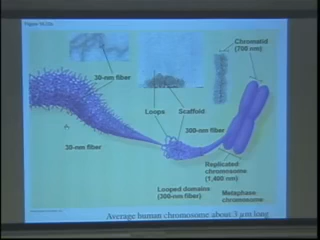 Chromatid
(700 nm)
30-nm fiber
Loops
Scaffold
300-nm fiber
30-nm fiber
Replicated
chromosome
(1,400 nm)
Looped domains
(300-nm fiber)
Metaphase
chromosome
Average human chromosome about 3 µm long